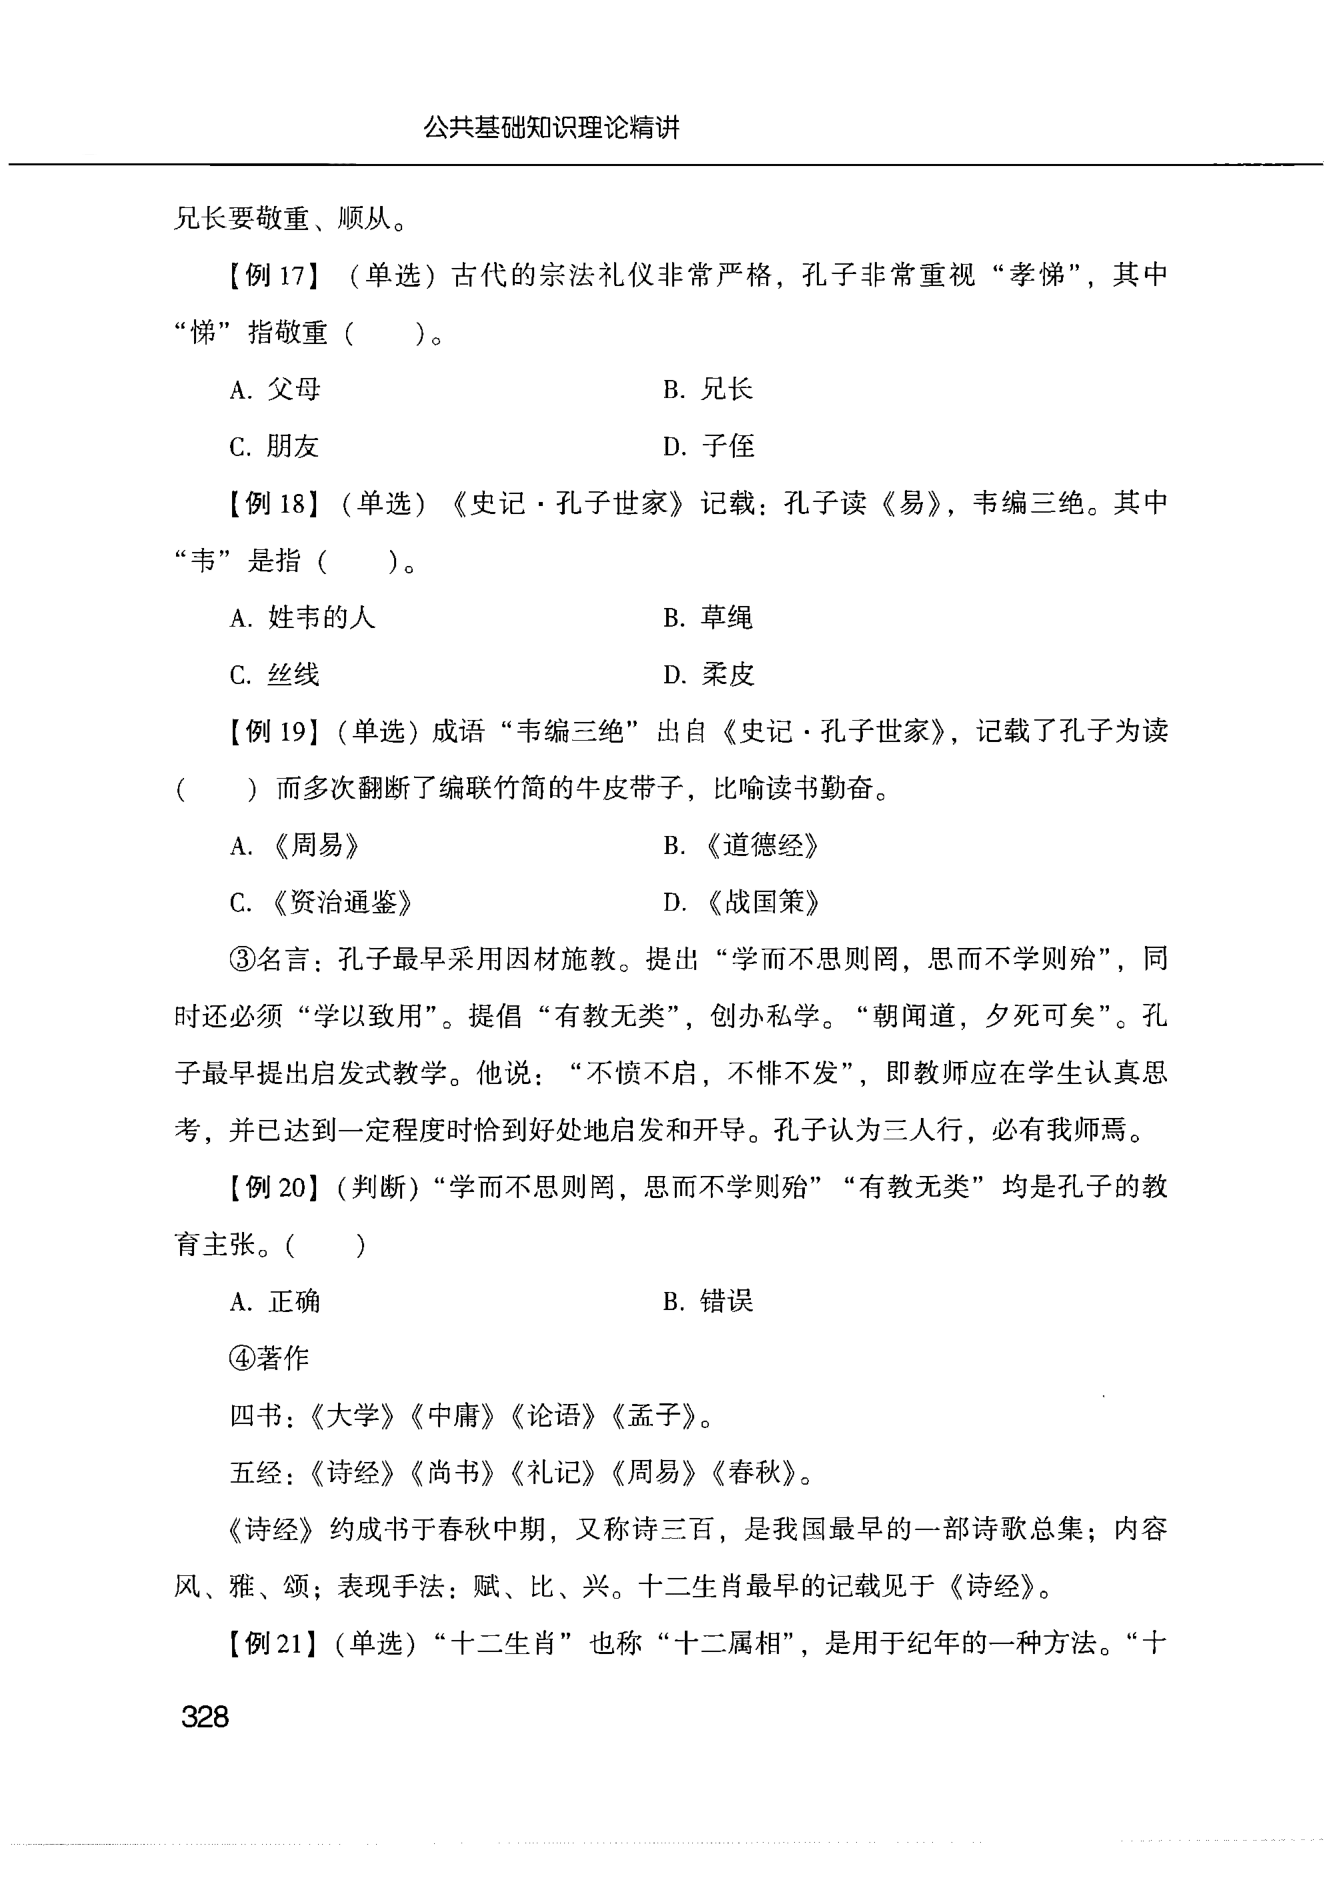 公共基础知识理论精讲
兄长要敬重、顺从。
【例 17】（单选）古代的宗法礼仪非常严格，孔子非常重视“孝悌”，其中
“悌”指敬重（　　）。
A. 父母　　B. 兄长
C. 朋友　　D. 子侄
【例 18】（单选）《史记·孔子世家》记载：孔子读《易》，韦编三绝。其中
“韦”是指（　　）。
A. 姓韦的人　　B. 草绳
C. 丝线　　D. 柔皮
【例 19】（单选）成语“韦编三绝”出自《史记·孔子世家》，记载了孔子为读
（　　）而多次翻断了编联竹简的牛皮带子，比喻读书勤奋。
A. 《周易》　　B. 《道德经》
C. 《资治通鉴》　　D. 《战国策》
③名言：孔子最早采用因材施教。提出“学而不思则罔，思而不学则殆”，同
时还必须“学以致用”。提倡“有教无类”，创办私学。“朝闻道，夕死可矣”。孔
子最早提出启发式教学。他说：“不愤不启，不悱不发”，即教师应在学生认真思
考，并已达到一定程度时恰到好处地启发和开导。孔子认为三人行，必有我师焉。
【例 20】（判断）“学而不思则罔，思而不学则殆”“有教无类”均是孔子的教
育主张。（　　）
A. 正确　　B. 错误
④著作
四书：《大学》《中庸》《论语》《孟子》。
五经：《诗经》《尚书》《礼记》《周易》《春秋》。
《诗经》约成书于春秋中期，又称诗三百，是我国最早的一部诗歌总集；内容
风、雅、颂；表现手法：赋、比、兴。十二生肖最早的记载见于《诗经》。
【例 21】（单选）“十二生肖”也称“十二属相”，是用于纪年的一种方法。“十
328